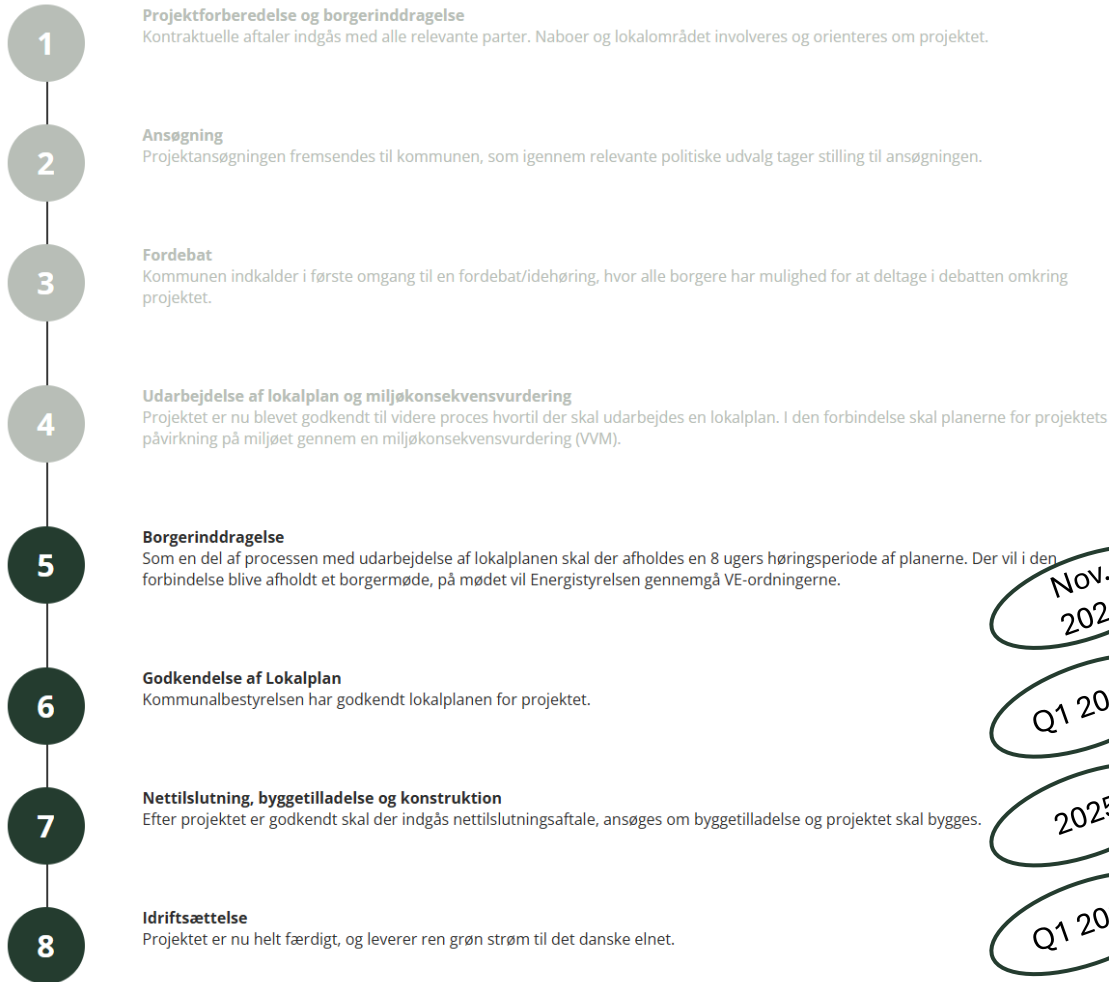 1
Projektforberedelse og borgerinddragelse
Kontraktuelle aftaler indgås med alle relevante parter. Naboer og lokalområdet involveres og orienteres om projektet.
2
Ansøgning
Projektansøgningen fremsendes til kommunen, som igennem relevante politiske udvalg tager stilling til ansøgningen.
3
Fordebat
Kommunen indkalder i første omgang til en fordebat/idehøring, hvor alle borgere har mulighed for at deltage i debatten omkring
projektet.
4
Udarbejdelse af lokalplan og miljøkonsekvensvurdering
Projektet er nu blevet godkendt til videre proces hvortil der skal udarbejdes en lokalplan. I den forbindelse skal planerne for projektets
påvirkning på miljøet gennem en miljøkonsekvensvurdering (VVM).
5
Borgerinddragelse
Som en del af processen med udarbejdelse af lokalplanen skal der afholdes en 8 ugers høringsperiode af planerne. Der vil i den
forbindelse blive afholdt et borgermøde, på mødet vil Energistyrelsen gennemgå VE-ordningerne.
Nov.
202
6
Godkendelse af Lokalplan
Kommunalbestyrelsen har godkendt lokalplanen for projektet.
Q1 20
7
Nettilslutning, byggetilladelse og konstruktion
Efter projektet er godkendt skal der indgås nettilslutningsaftale, ansøges om byggetilladelse og projektet skal bygges.
2025
8
Idriftsættelse
Projektet er nu helt færdigt, og leverer ren grøn strøm til det danske elnet.
Q1 20